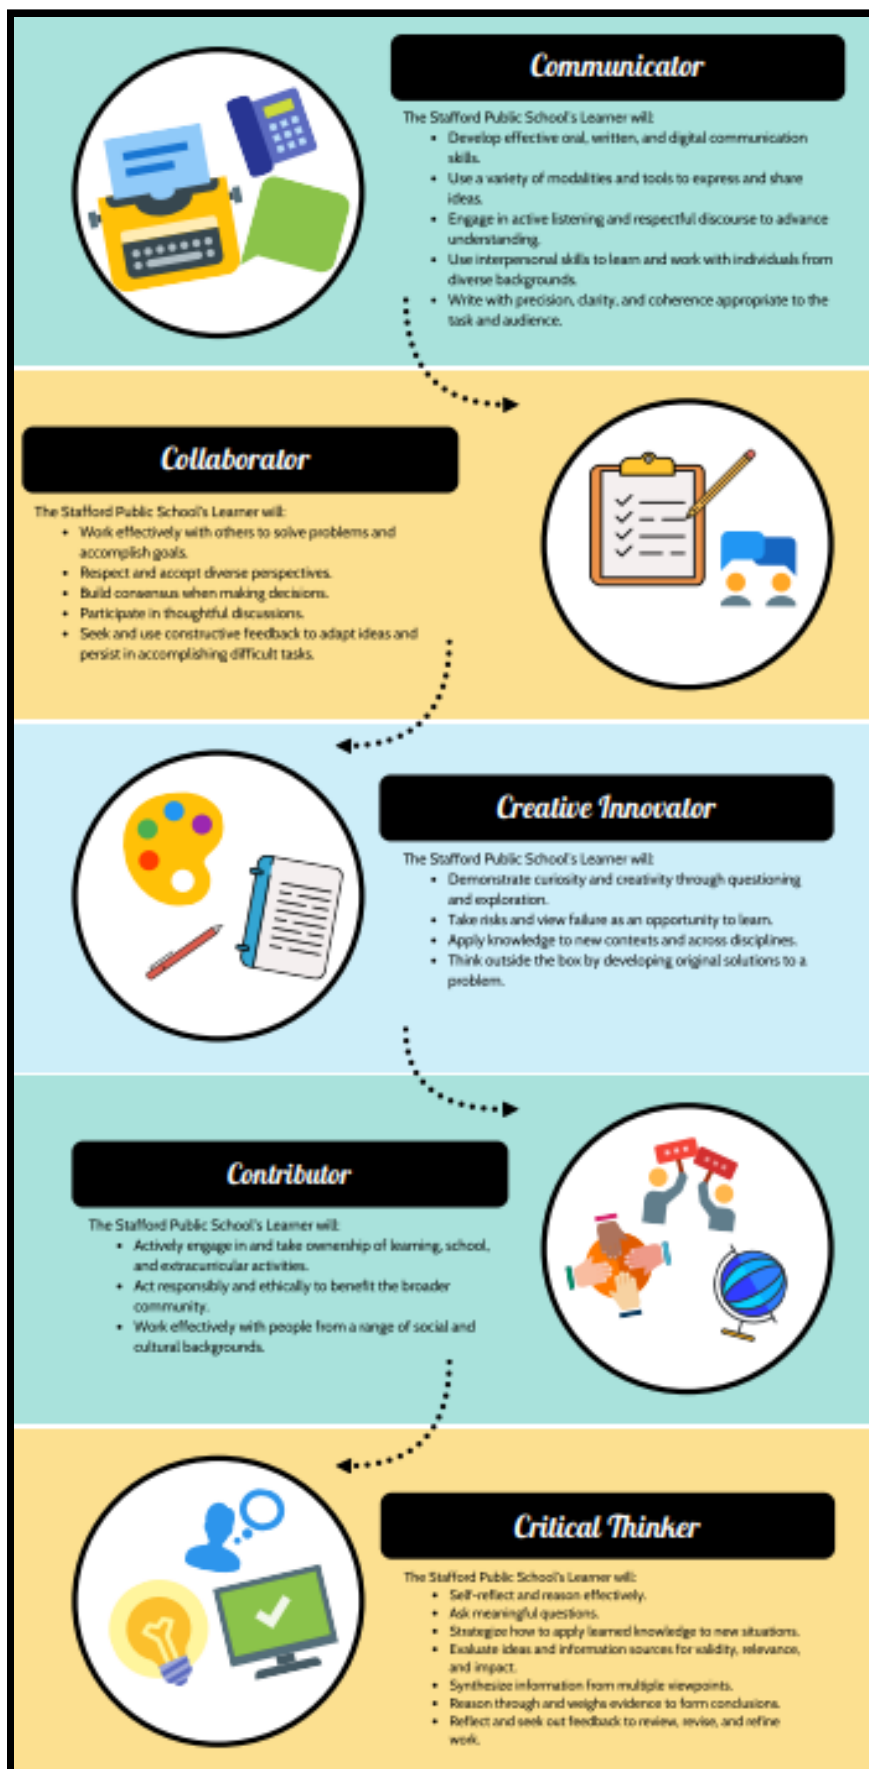 Communicator
The Stafford Public School's Learner will:
• Develop effective oral, written, and digital communication
skills.
• Use a variety of modalities and tools to express and share
ideas.
• Engage in active listening and respectful discourse to advance
understanding.
• Use interpersonal skills to learn and work with individuals from
diverse backgrounds.
• Write with precision, clarity, and coherence appropriate to the
task and audience.
Collaborator
The Stafford Public School's Learner will:
• Work effectively with others to solve problems and
accomplish goals.
• Respect and accept diverse perspectives.
• Build consensus when making decisions.
• Participate in thoughtful discussions.
• Seek and use constructive feedback to adapt ideas and
persist in accomplishing difficult tasks.
Creative Innovator
The Stafford Public School's Learner will:
• Demonstrate curiosity and creativity through questioning
and exploration.
• Take risks and view failure as an opportunity to learn.
• Apply knowledge to new contexts and across disciplines.
• Think outside the box by developing original solutions to a
problem.
Contributor
The Stafford Public School's Learner will:
• Actively engage in and take ownership of learning, school,
and extracurricular activities.
• Act responsibly and ethically to benefit the broader
community.
• Work effectively with people from a range of social and
cultural backgrounds.
Critical Thinker
The Stafford Public School's Learner will:
• Self-reflect and reason effectively.
• Ask meaningful questions.
• Strategize how to apply learned knowledge to new situations.
• Evaluate ideas and information sources for validity, relevance,
and impact.
• Synthesize information from multiple viewpoints.
• Reason through and weighs evidence to form conclusions.
• Reflect and seek out feedback to review, revise, and refine
work.